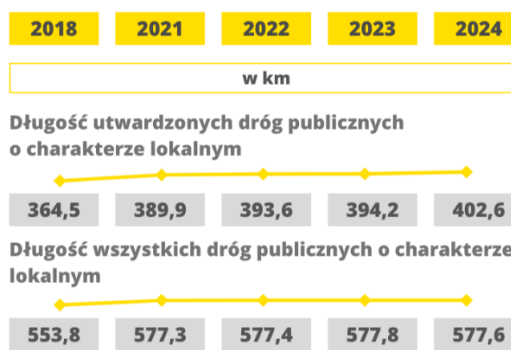 2018 2021 2022 2023 2024
w km
Długość utwardzonych dróg publicznych
o charakterze lokalnym
364,5 389,9 393,6 394,2 402,6
Długość wszystkich dróg publicznych o charakterze
lokalnym
553,8 577,3 577,4 577,8 577,6